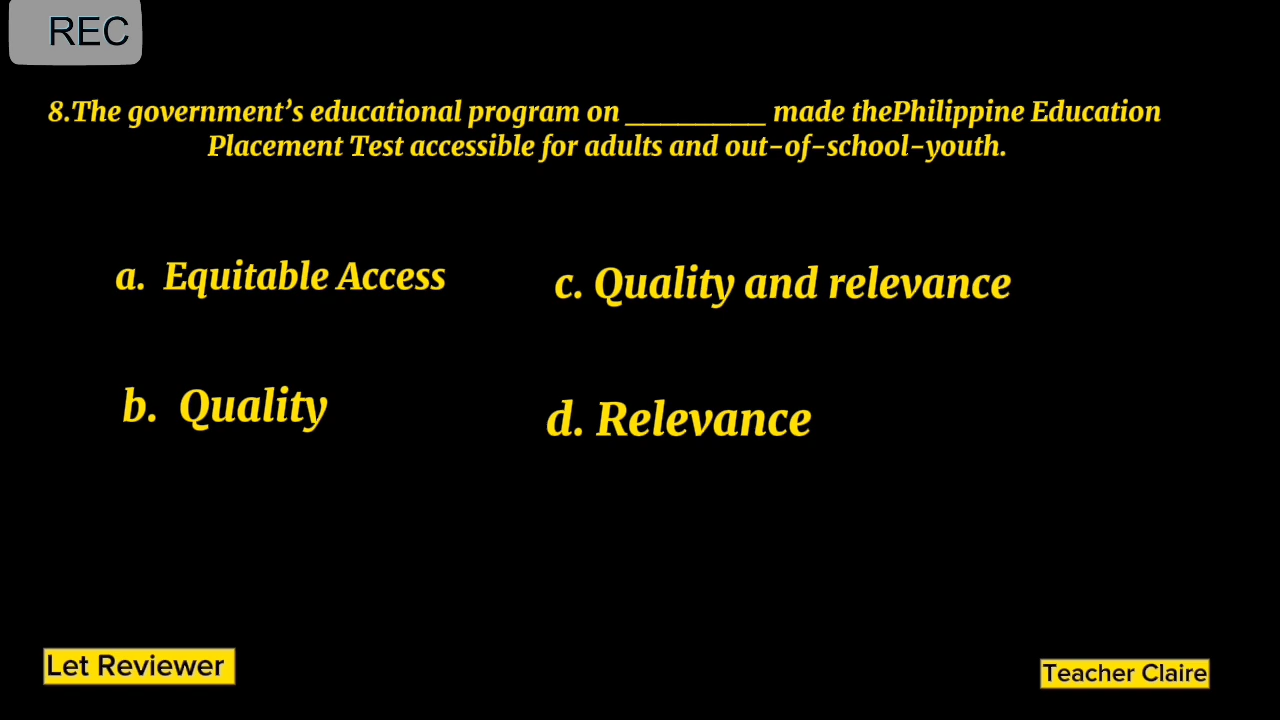 REC
8.The government's educational program on _________ made thePhilippine Education
Placement Test accessible for adults and out-of-school-youth.
a. Equitable Access
c. Quality and relevance
b. Quality
d. Relevance
Let Reviewer
Teacher Claire